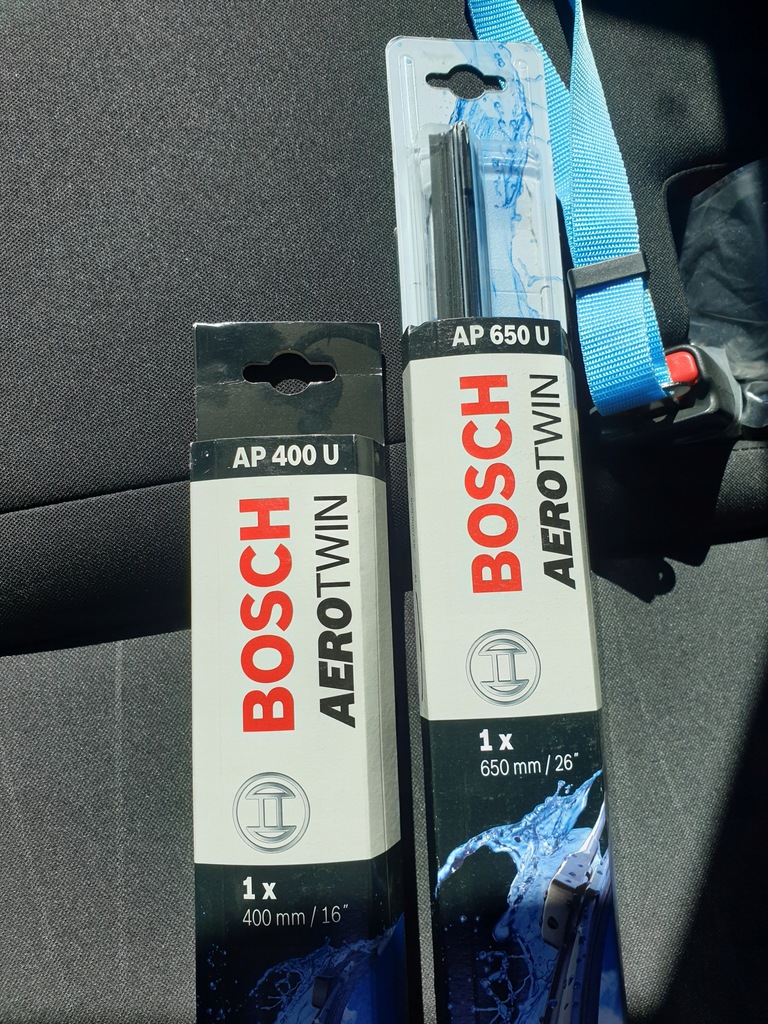 AP 400 U
BOSCH
AEROTWIN
1 x
400 mm / 16"
AP 650 U
BOSCH
AEROTWIN
1 x
650 mm / 26"